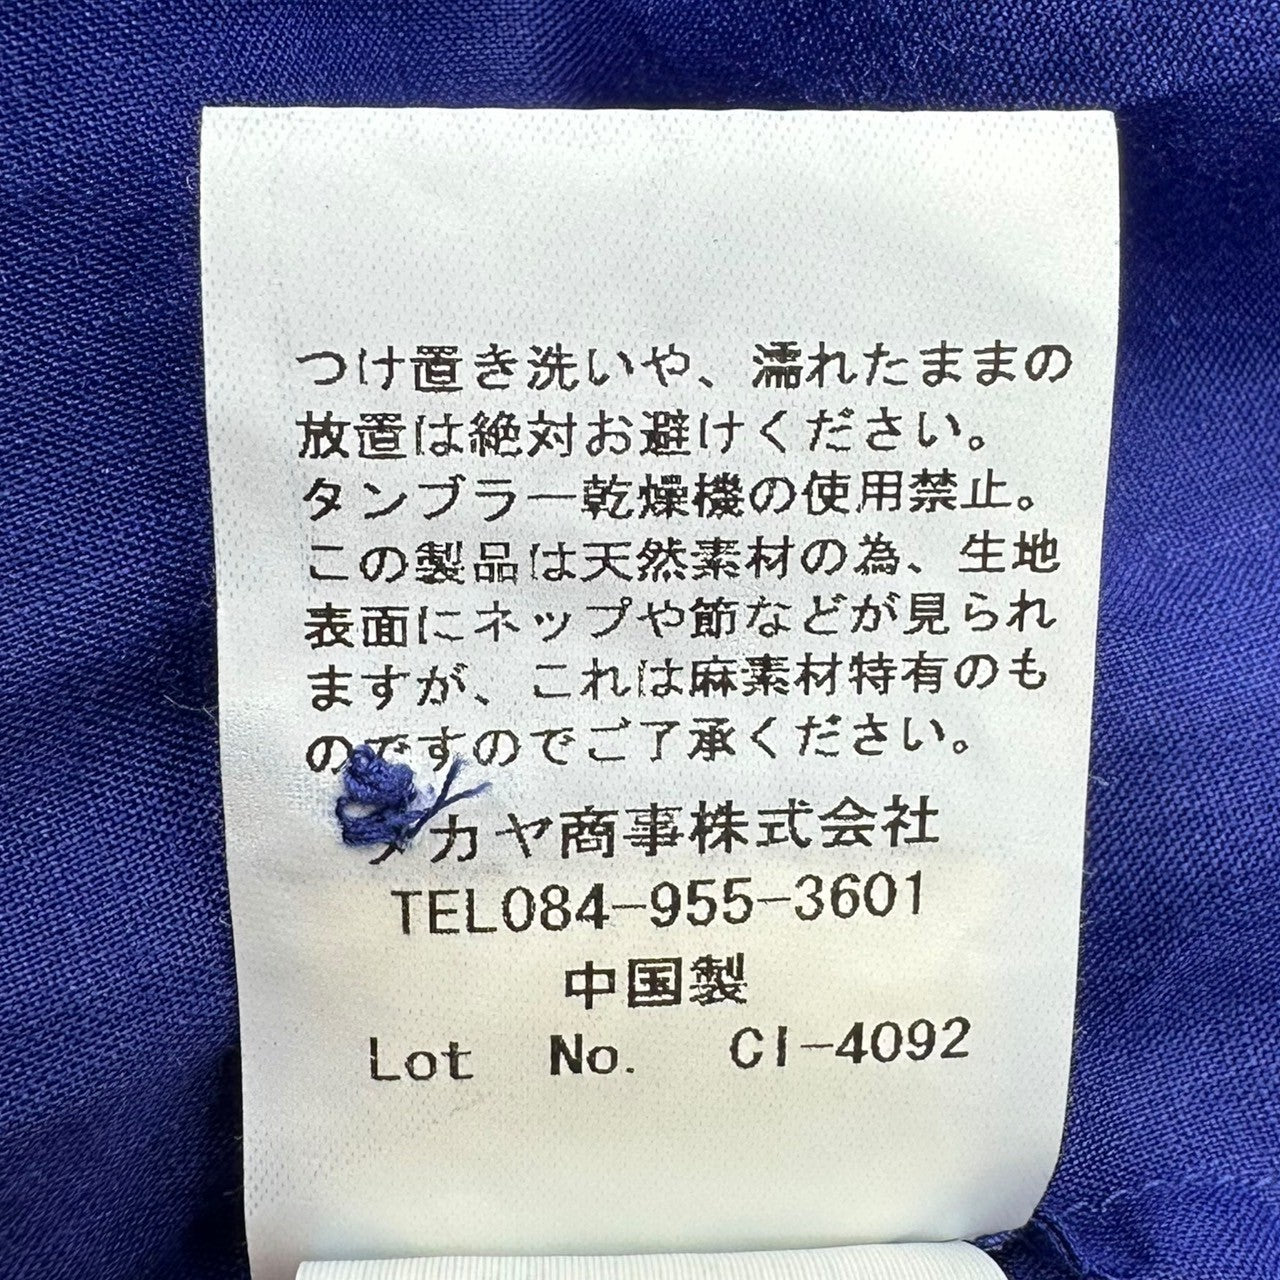 つけ置き洗いや、濡れたままの
放置は絶対お避けください。
タンブラー乾燥機の使用禁止。
この製品は天然素材の為、生地
表面にネップや節などが見られ
ますが、これは麻素材特有のも
のですのでご了承ください。
タカヤ商事株式会社
TEL084-955-3601
中国製
Lot No. CI-4092